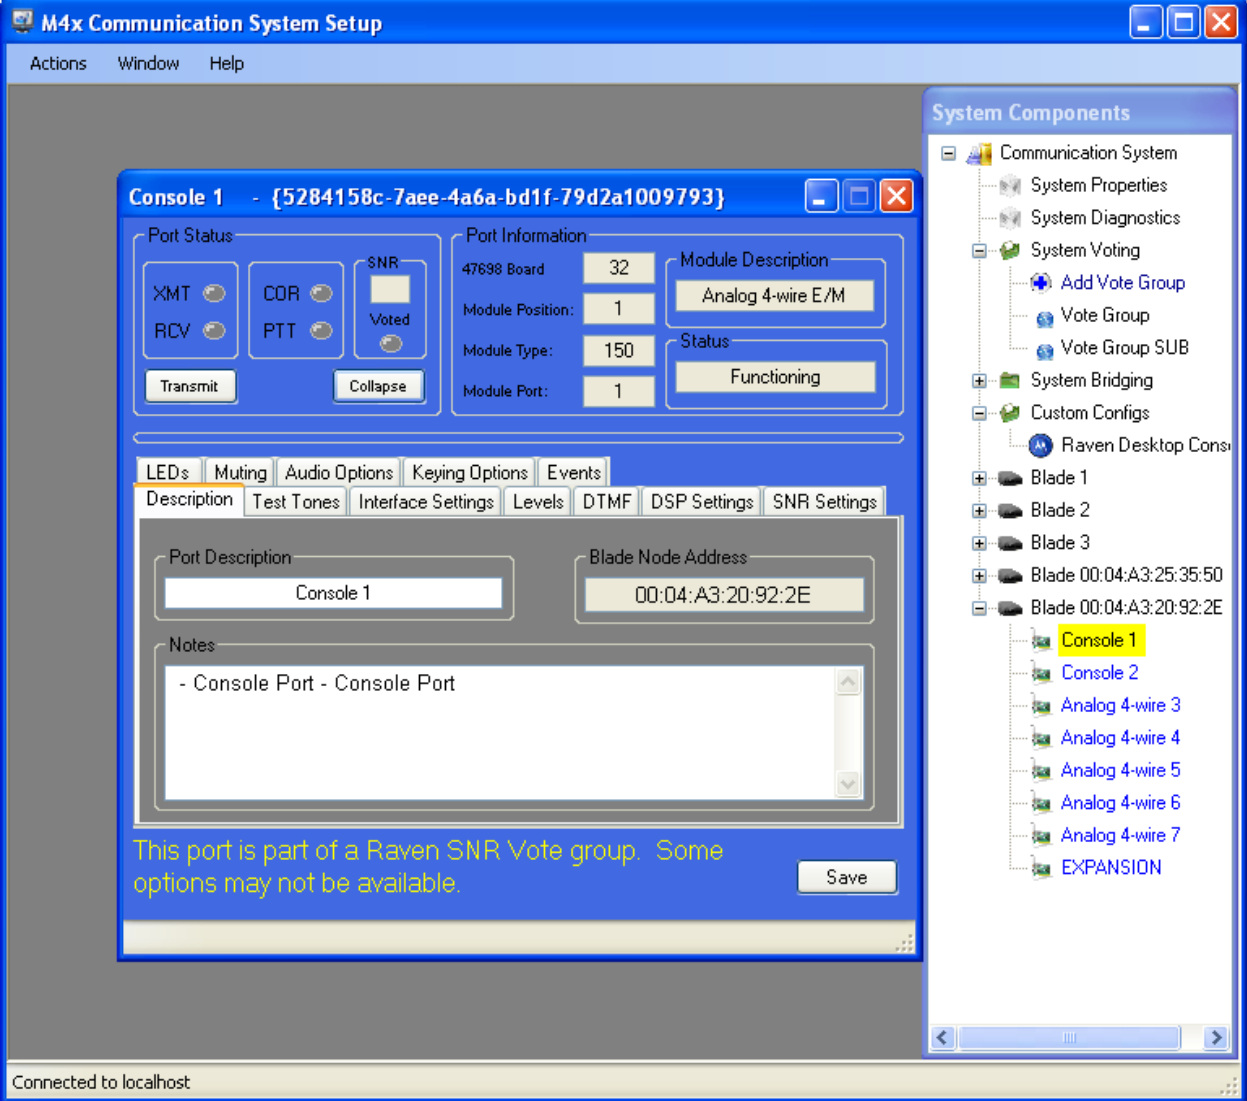 M4x Communication System Setup
Actions Window Help
System Components
Communication System
System Properties
System Diagnostics
System Voting
Add Vote Group
Vote Group
Vote Group SUB
System Bridging
Custom Configs
Raven Desktop Cons
Blade 1
Blade 2
Blade 3
Blade 00:04:A3:25:35:50
Blade 00:04:A3:20:92:2E
Console 1
Console 2
Analog 4-wire 3
Analog 4-wire 4
Analog 4-wire 5
Analog 4-wire 6
Analog 4-wire 7
EXPANSION
Console 1 - {5284158c-7aee-4a6a-bd1f-79d2a1009793}
Port Status
XMT
RCV
COR
PTT
SNR
Voted
Transmit
Collapse
Port Information
47698 Board 32
Module Position: 1
Module Type: 150
Module Port: 1
Module Description
Analog 4-wire E/M
Status
Functioning
LEDs Muting Audio Options Keying Options Events
Description Test Tones Interface Settings Levels DTMF DSP Settings SNR Settings
Port Description
Console 1
Blade Node Address
00:04:A3:20:92:2E
Notes
- Console Port - Console Port
This port is part of a Raven SNR Vote group. Some
options may not be available.
Save
Connected to localhost